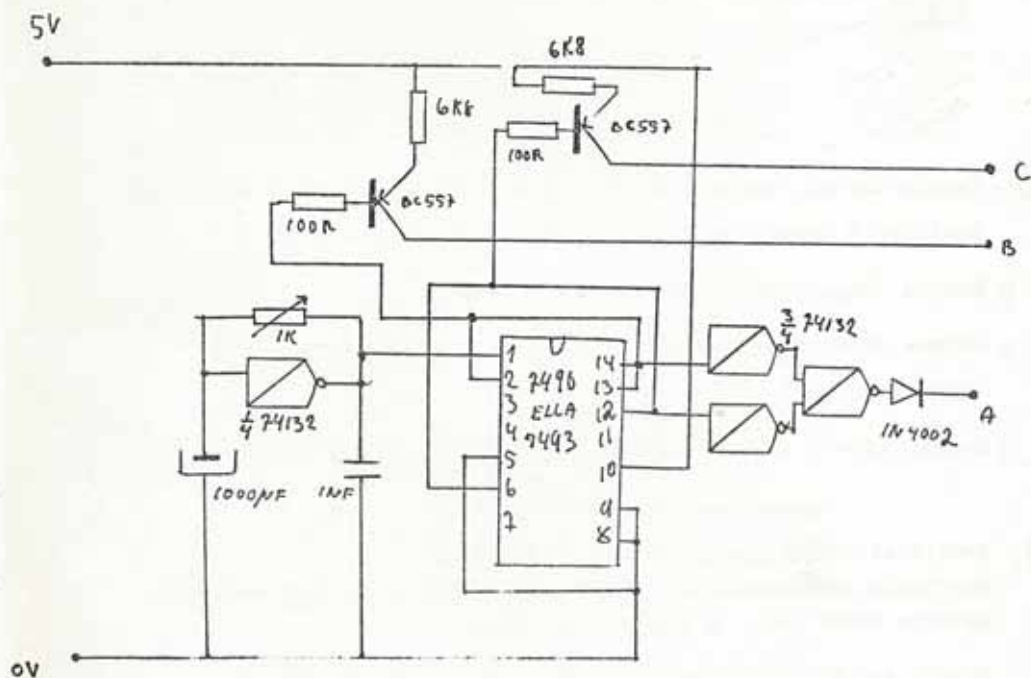 5V
6K8
6K8
BC557
100R
C
BC557
100R
B
3/4 74132
1K
1
14
2
7490
13
3
ELLA
12
A
1/4 74132
4
7493
11
1N4002
5
10
1000µF
1NF
6
9
7
8
0V